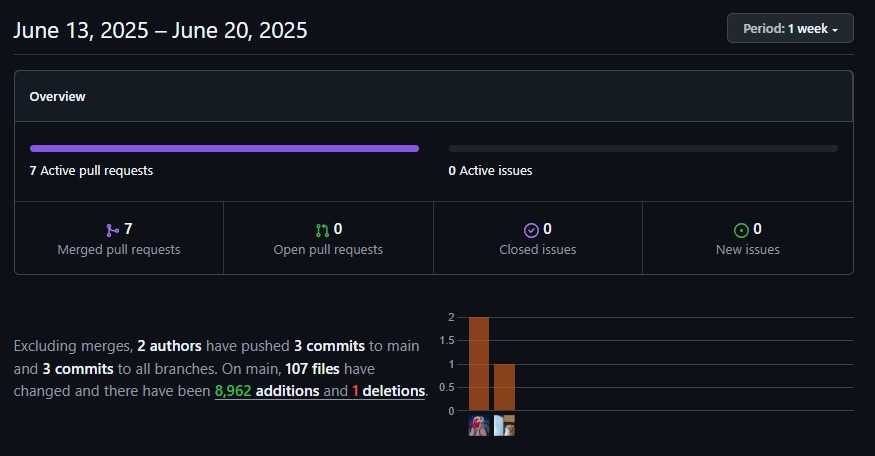 June 13, 2025 – June 20, 2025
Period: 1 week
Overview
7 Active pull requests
0 Active issues
7
Merged pull requests
0
Open pull requests
0
Closed issues
0
New issues
Excluding merges, 2 authors have pushed 3 commits to main
and 3 commits to all branches. On main, 107 files have
changed and there have been 8,962 additions and 1 deletions.
2
1.5
1
0.5
0